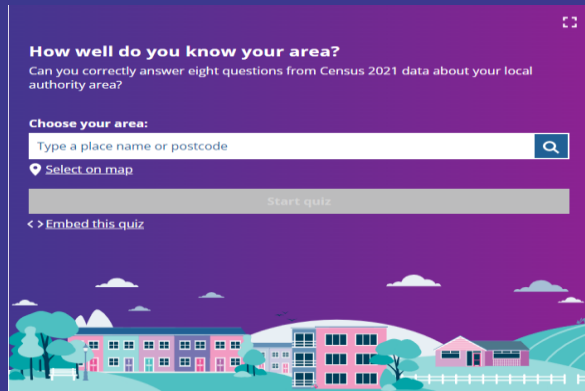 How well do you know your area?
Can you correctly answer eight questions from Census 2021 data about your local
authority area?
Choose your area:
Type a place name or postcode
Select on map
Start quiz
Embed this quiz